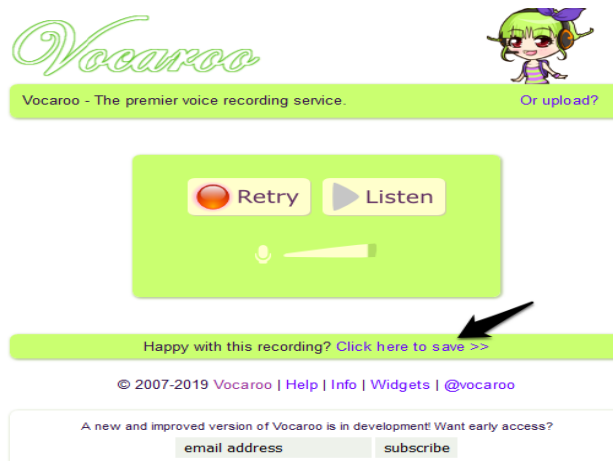 Vocaroo
Vocaroo - The premier voice recording service. Or upload?
Retry Listen
Happy with this recording? Click here to save >>
© 2007-2019 Vocaroo | Help | Info | Widgets | @vocaroo
A new and improved version of Vocaroo is in development! Want early access?
email address subscribe